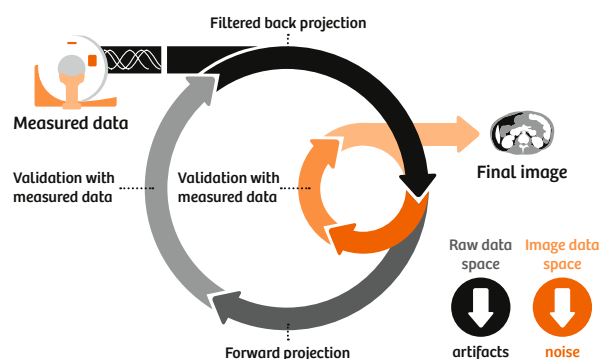 Filtered back projection
Measured data
Validation with
measured data
Validation with
measured data
Final image
Raw data
space
Image data
space
artifacts
noise
Forward projection